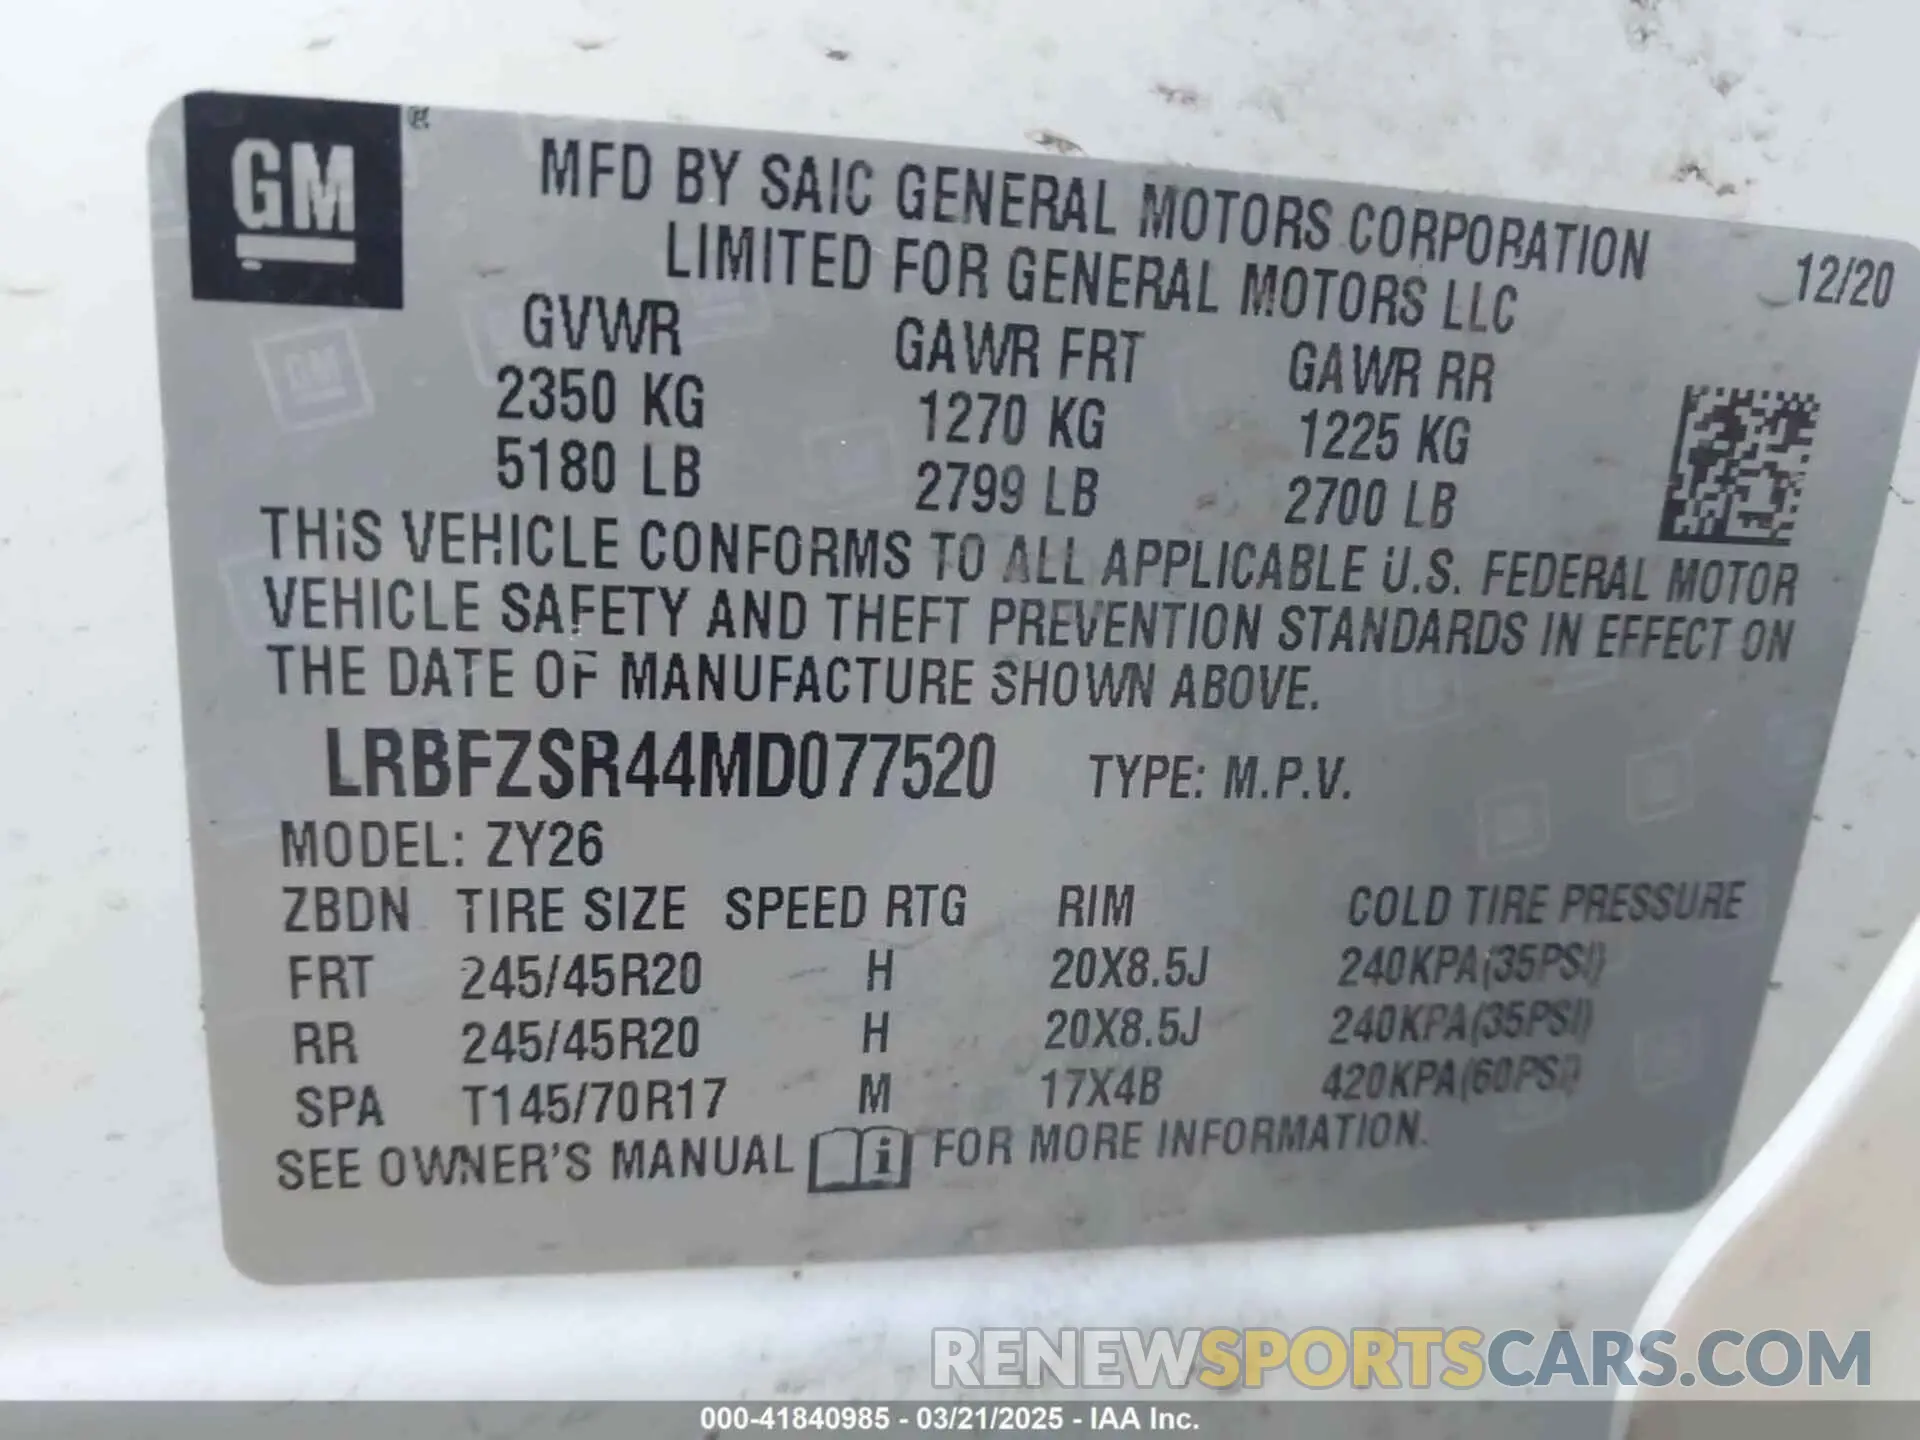 GM
MFD BY SAIC GENERAL MOTORS CORPORATION
LIMITED FOR GENERAL MOTORS LLC
12/20
GVWR GAWR FRT GAWR RR
2350 KG 1270 KG 1225 KG
5180 LB 2799 LB 2700 LB
THIS VEHICLE CONFORMS TO ALL APPLICABLE U.S. FEDERAL MOTOR
VEHICLE SAFETY AND THEFT PREVENTION STANDARDS IN EFFECT ON
THE DATE OF MANUFACTURE SHOWN ABOVE.
LRBFZSR44MD077520 TYPE: M.P.V.
MODEL: ZY26
ZBDN TIRE SIZE SPEED RTG RIM COLD TIRE PRESSURE
FRT 245/45R20 H 20X8.5J 240KPA(35PSI)
RR 245/45R20 H 20X8.5J 240KPA(35PSI)
SPA T145/70R17 M 17X4B 420KPA(60PSI)
SEE OWNER'S MANUAL i FOR MORE INFORMATION.
RENEWSPORTSCARS.COM
000-41840985 - 03/21/2025 - IAA Inc.